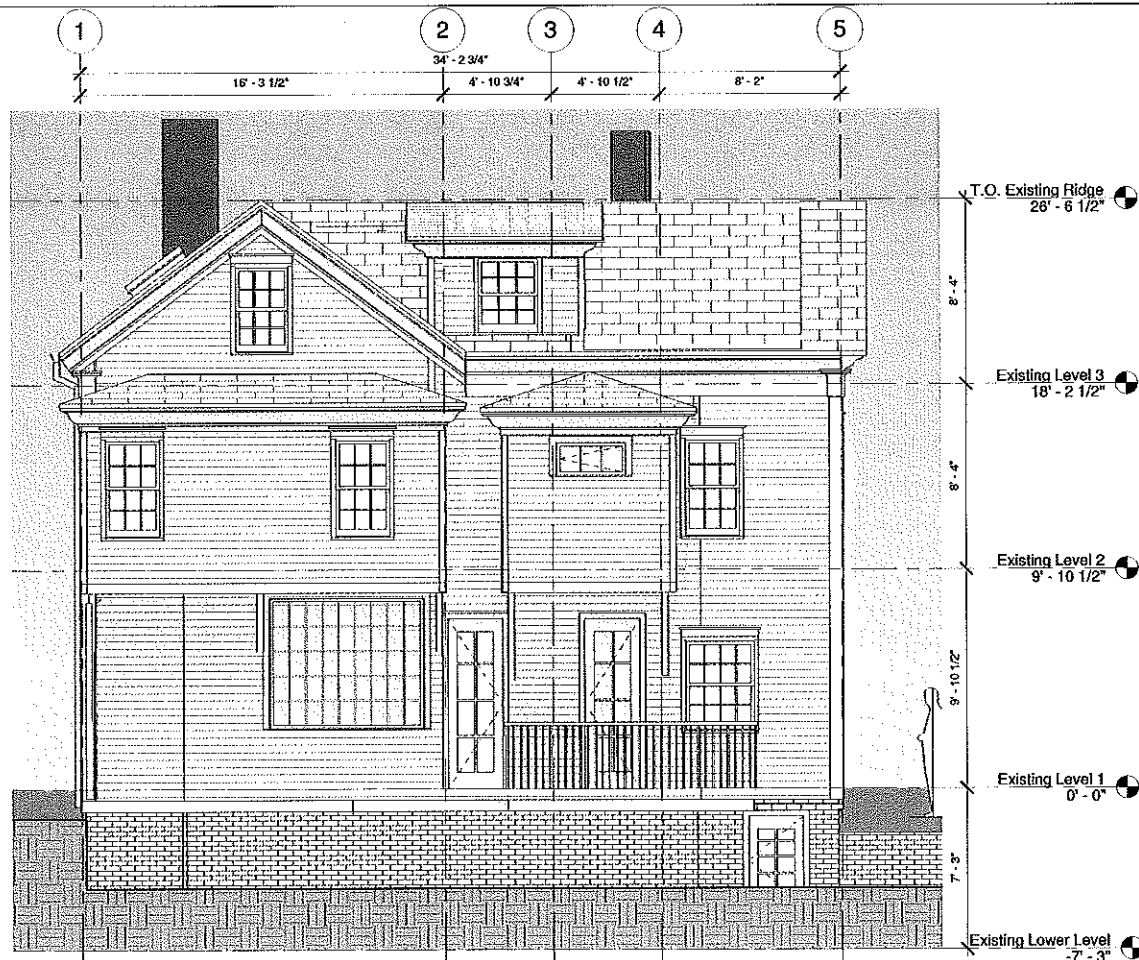 1 2 3 4 5
34' - 2 3/4"
16' - 3 1/2" 4' - 10 3/4" 4' - 10 1/2" 8' - 2"
T.O. Existing Ridge
26' - 6 1/2"
8' - 4"
Existing Level 3
18' - 2 1/2"
8' - 4"
Existing Level 2
9' - 10 1/2"
9' - 10 1/2"
Existing Level 1
0' - 0"
7' - 3"
Existing Lower Level
-7' - 3"